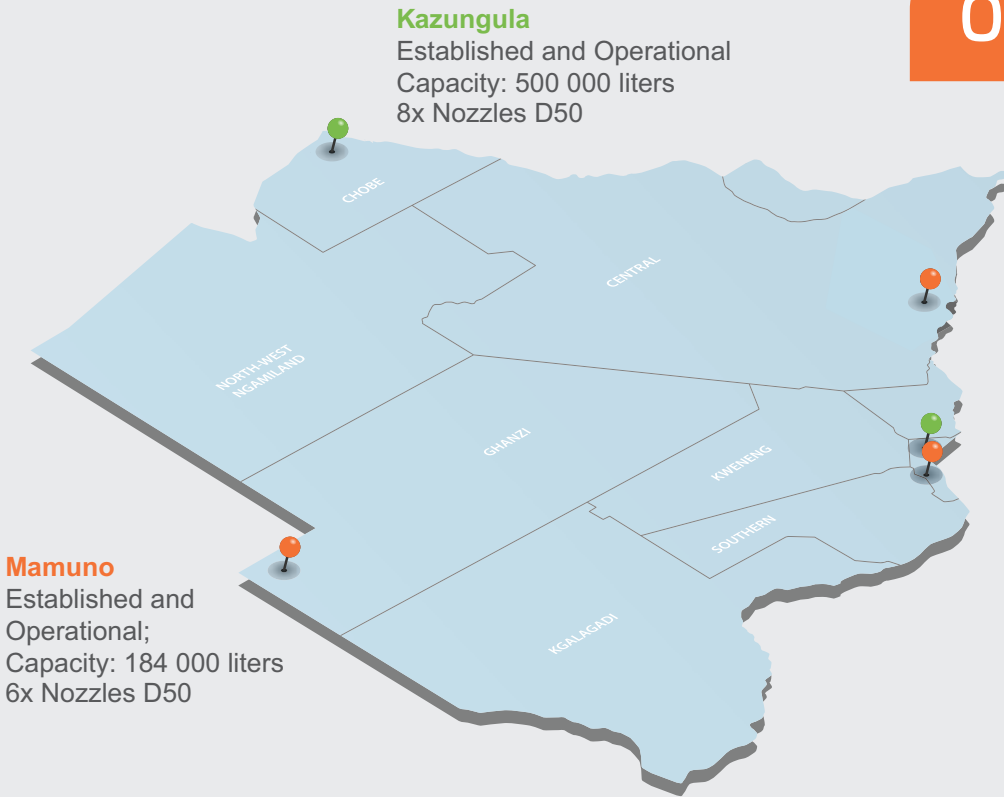 Kazungula
Established and Operational
Capacity: 500 000 liters
8x Nozzles D50
CHOBE
CENTRAL
NORTH-WEST
NGAMILAND
GHANZI
KWENENG
SOUTHERN
KGALAGADI
Mamuno
Established and
Operational;
Capacity: 184 000 liters
6x Nozzles D50